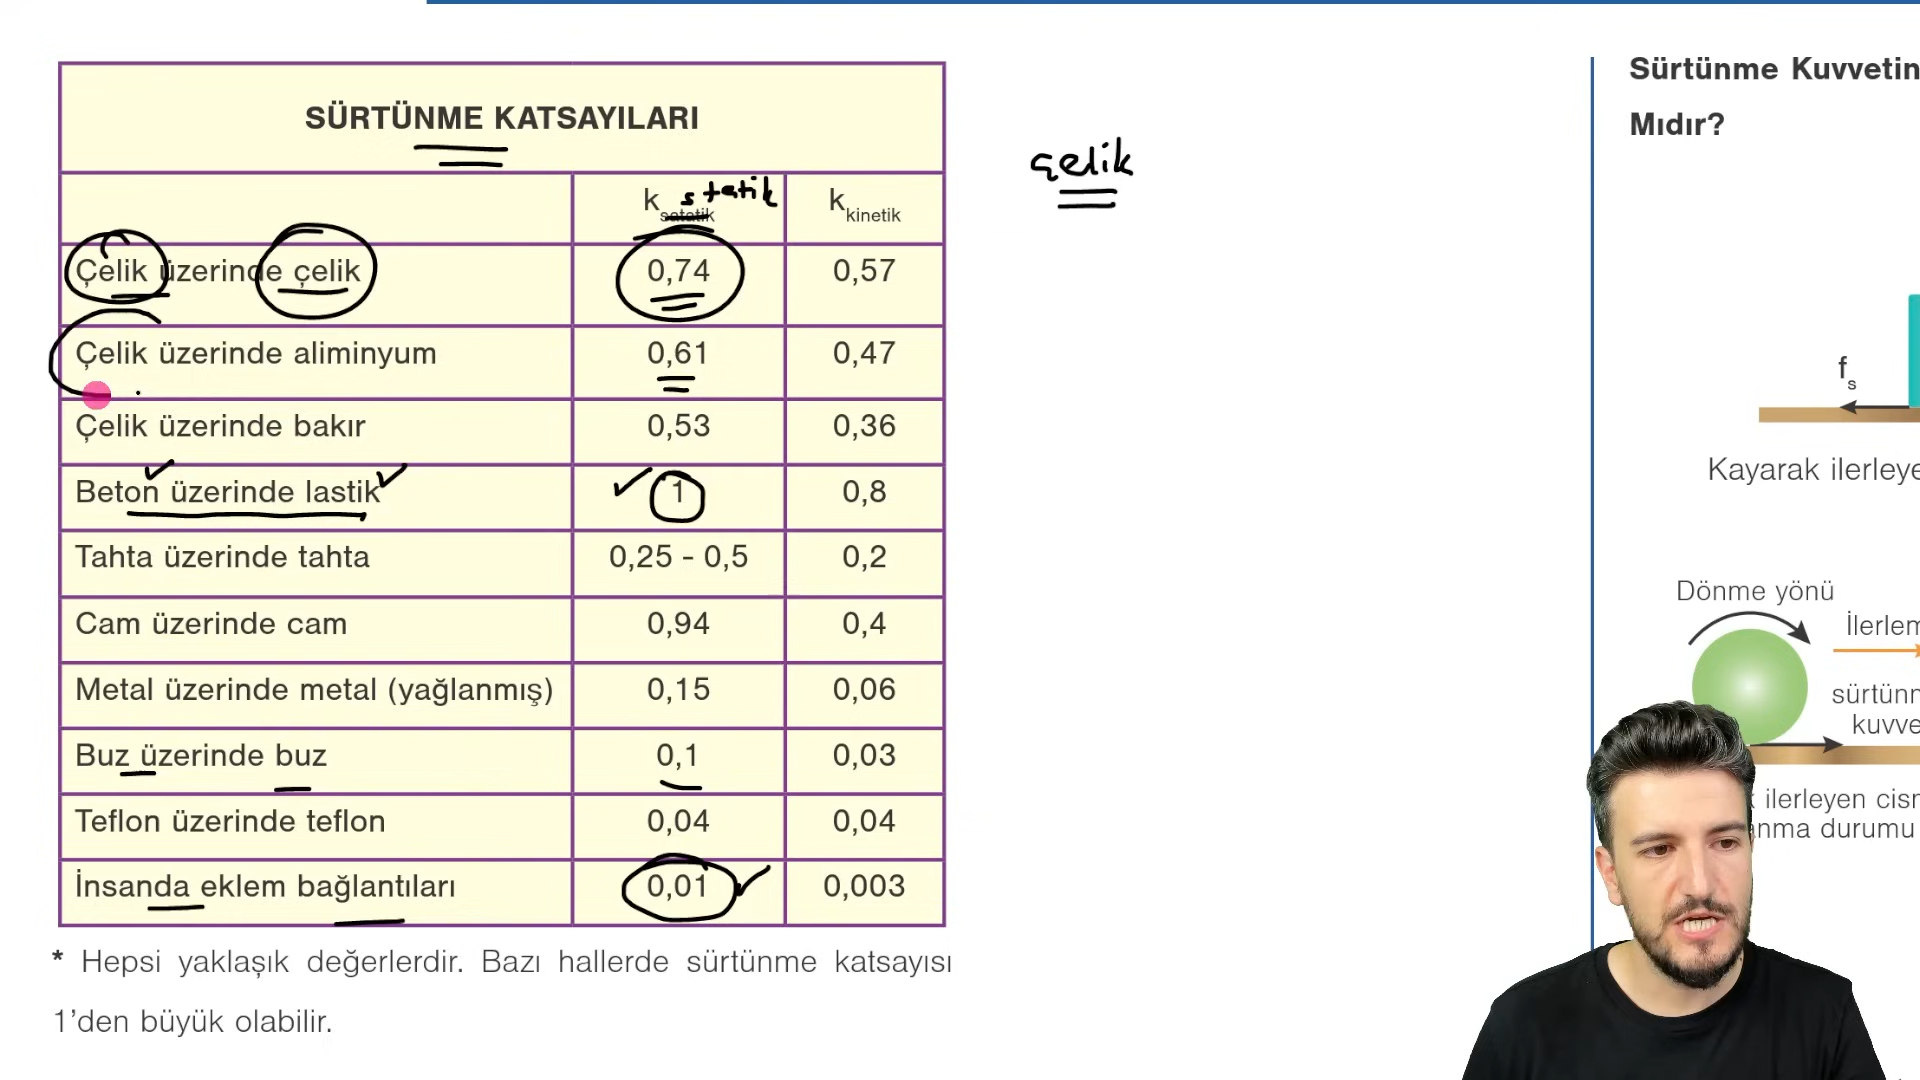 SÜRTÜNME KATSAYILARI
k satatik statik k kinetik
Çelik üzerinde çelik 0,74 0,57
Çelik üzerinde aliminyum 0,61 0,47
Çelik üzerinde bakır 0,53 0,36
Beton üzerinde lastik 1 0,8
Tahta üzerinde tahta 0,25 - 0,5 0,2
Cam üzerinde cam 0,94 0,4
Metal üzerinde metal (yağlanmış) 0,15 0,06
Buz üzerinde buz 0,1 0,03
Teflon üzerinde teflon 0,04 0,04
İnsanda eklem bağlantıları 0,01 0,003
* Hepsi yaklaşık değerlerdir. Bazı hallerde sürtünme katsayısı
1’den büyük olabilir.
çelik
Sürtünme Kuvvetin
Mıdır?
fs
Kayarak ilerleye
Dönme yönü
İlerlem
sürtünn
kuvve
ilerleyen cisr
anma durumu